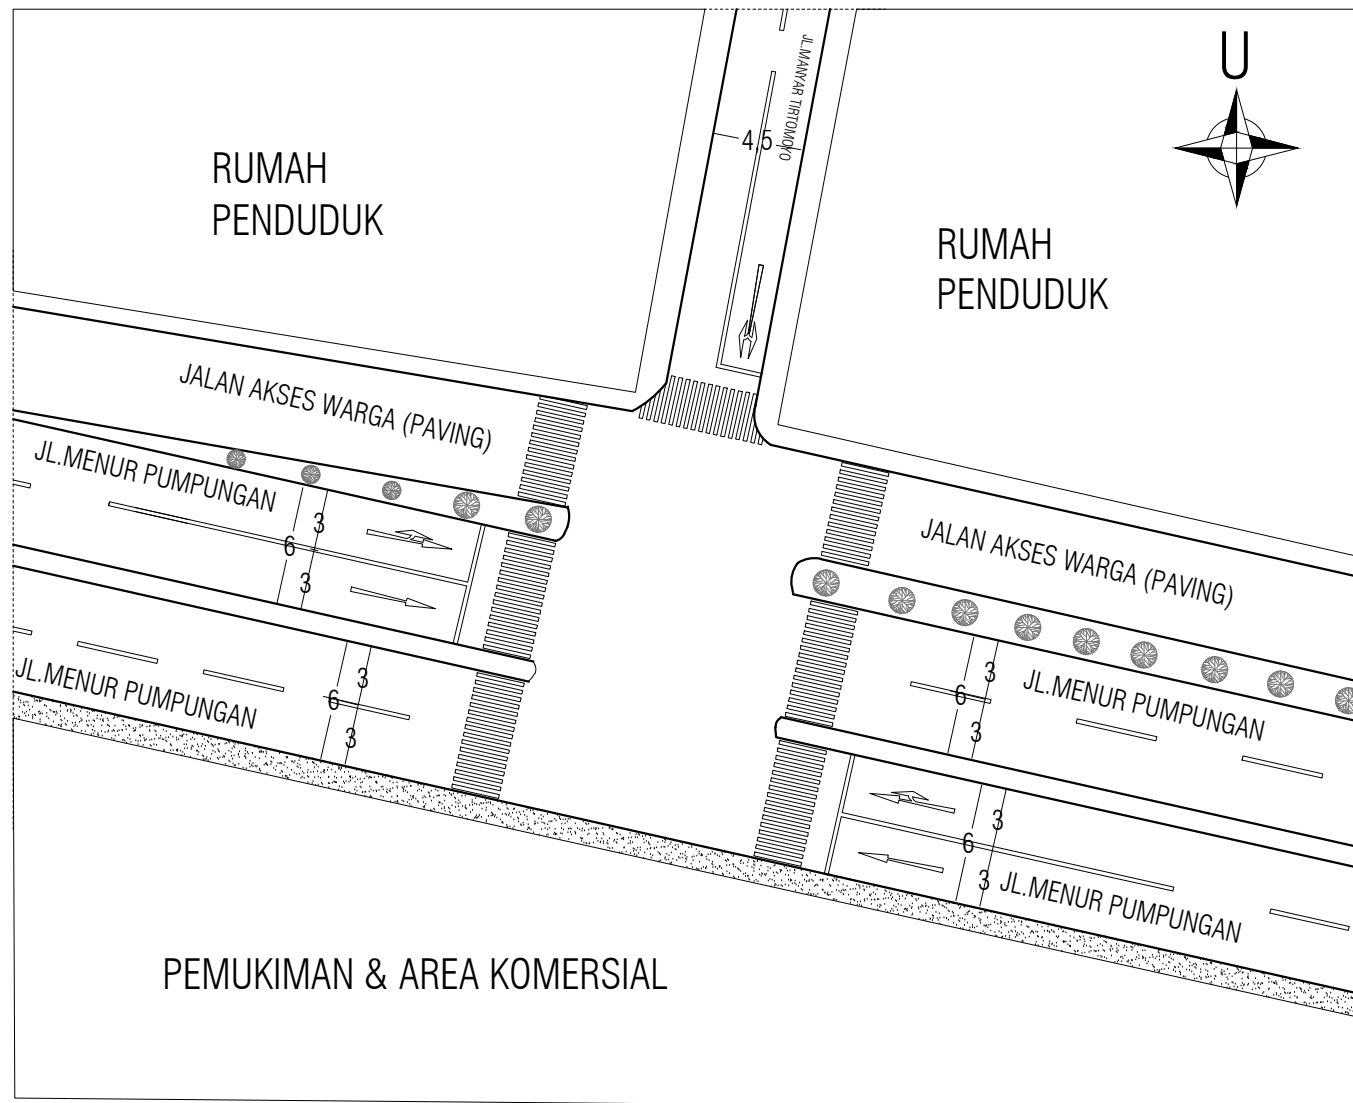 U
JL.MANYAR TIRTOMOYO
4,5
RUMAH
PENDUDUK
RUMAH
PENDUDUK
JALAN AKSES WARGA (PAVING)
JL.MENUR PUMPUNGAN
3
6
3
JALAN AKSES WARGA (PAVING)
JL.MENUR PUMPUNGAN
3
6
3
3
6
3
JL.MENUR PUMPUNGAN
3
6
3
JL.MENUR PUMPUNGAN
PEMUKIMAN & AREA KOMERSIAL